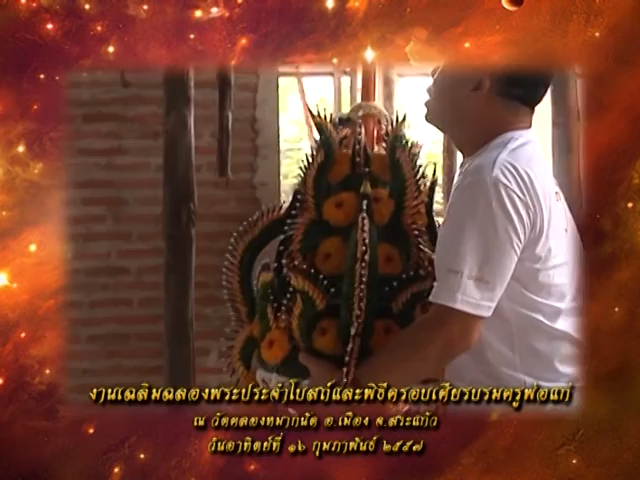 งานเฉลิมฉลองพระประจำโบสถ์และพิธีครอบเศียรบรมครูพ่อแก่
ณ วัดคลองหมากนัด อ.เมือง จ.สระแก้ว
วันอาทิตย์ที่ ๑๖ กุมภาพันธ์ ๒๕๕๗